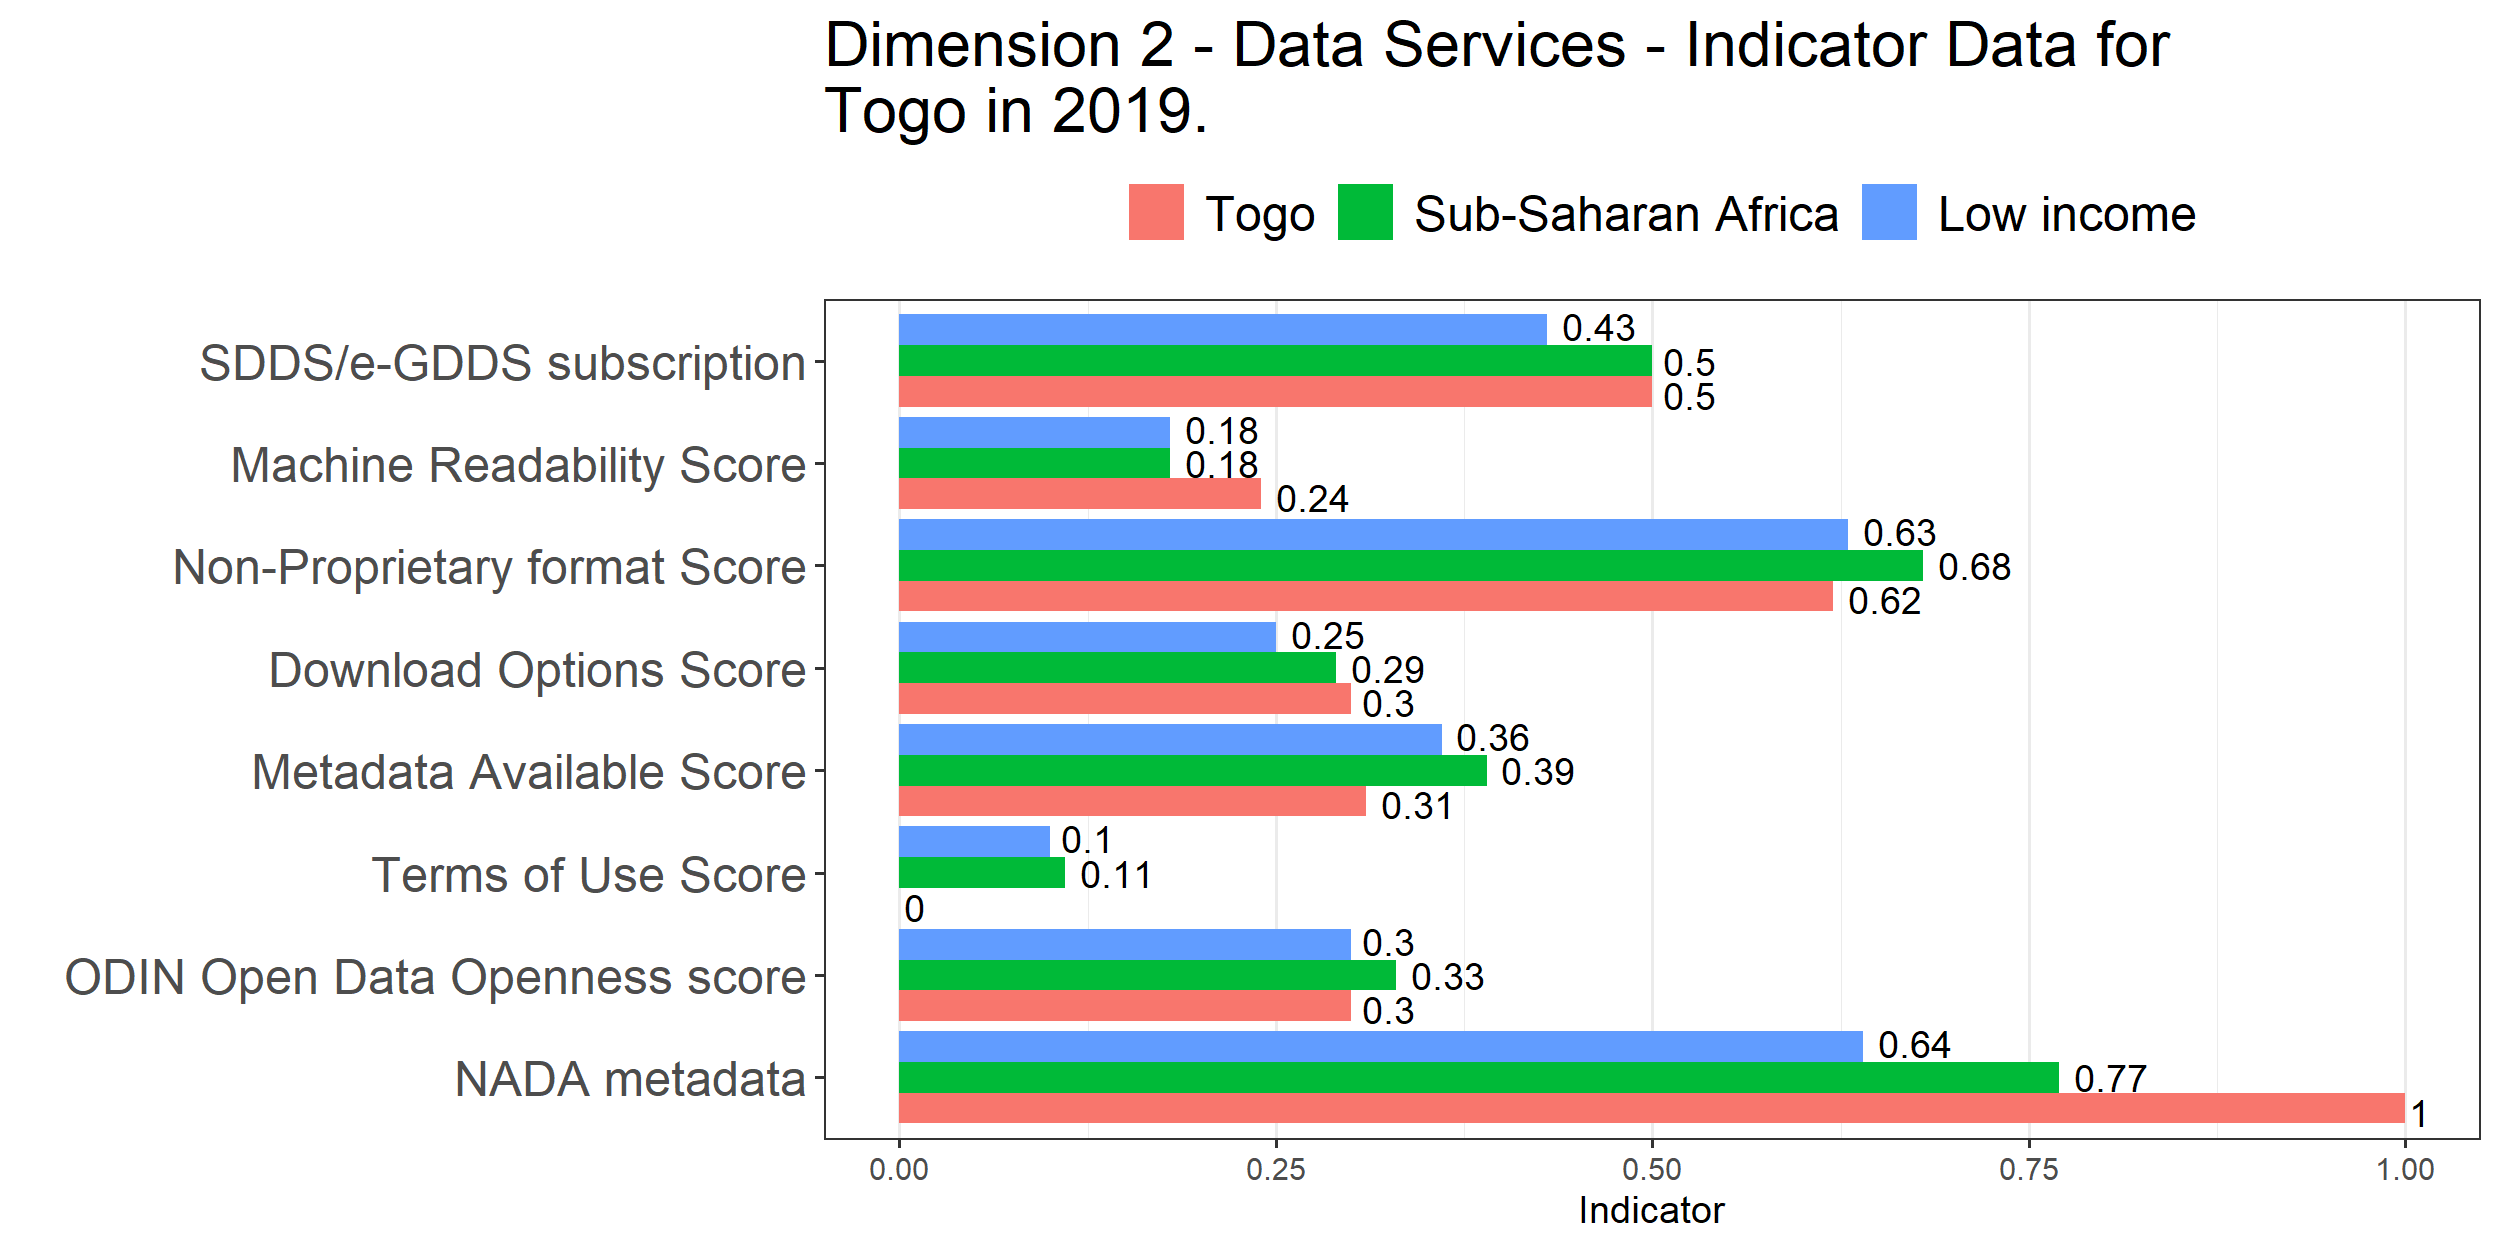 Dimension 2 - Data Services - Indicator Data for
Togo in 2019.
Togo Sub-Saharan Africa Low income
SDDS/e-GDDS subscription
0.43
0.5
0.5
Machine Readability Score
0.18
0.18
0.24
Non-Proprietary format Score
0.63
0.68
0.62
Download Options Score
0.25
0.29
0.3
Metadata Available Score
0.36
0.39
0.31
Terms of Use Score
0.1
0.11
0
ODIN Open Data Openness score
0.3
0.33
0.3
NADA metadata
0.64
0.77
1
0.00 0.25 0.50 0.75 1.00
Indicator